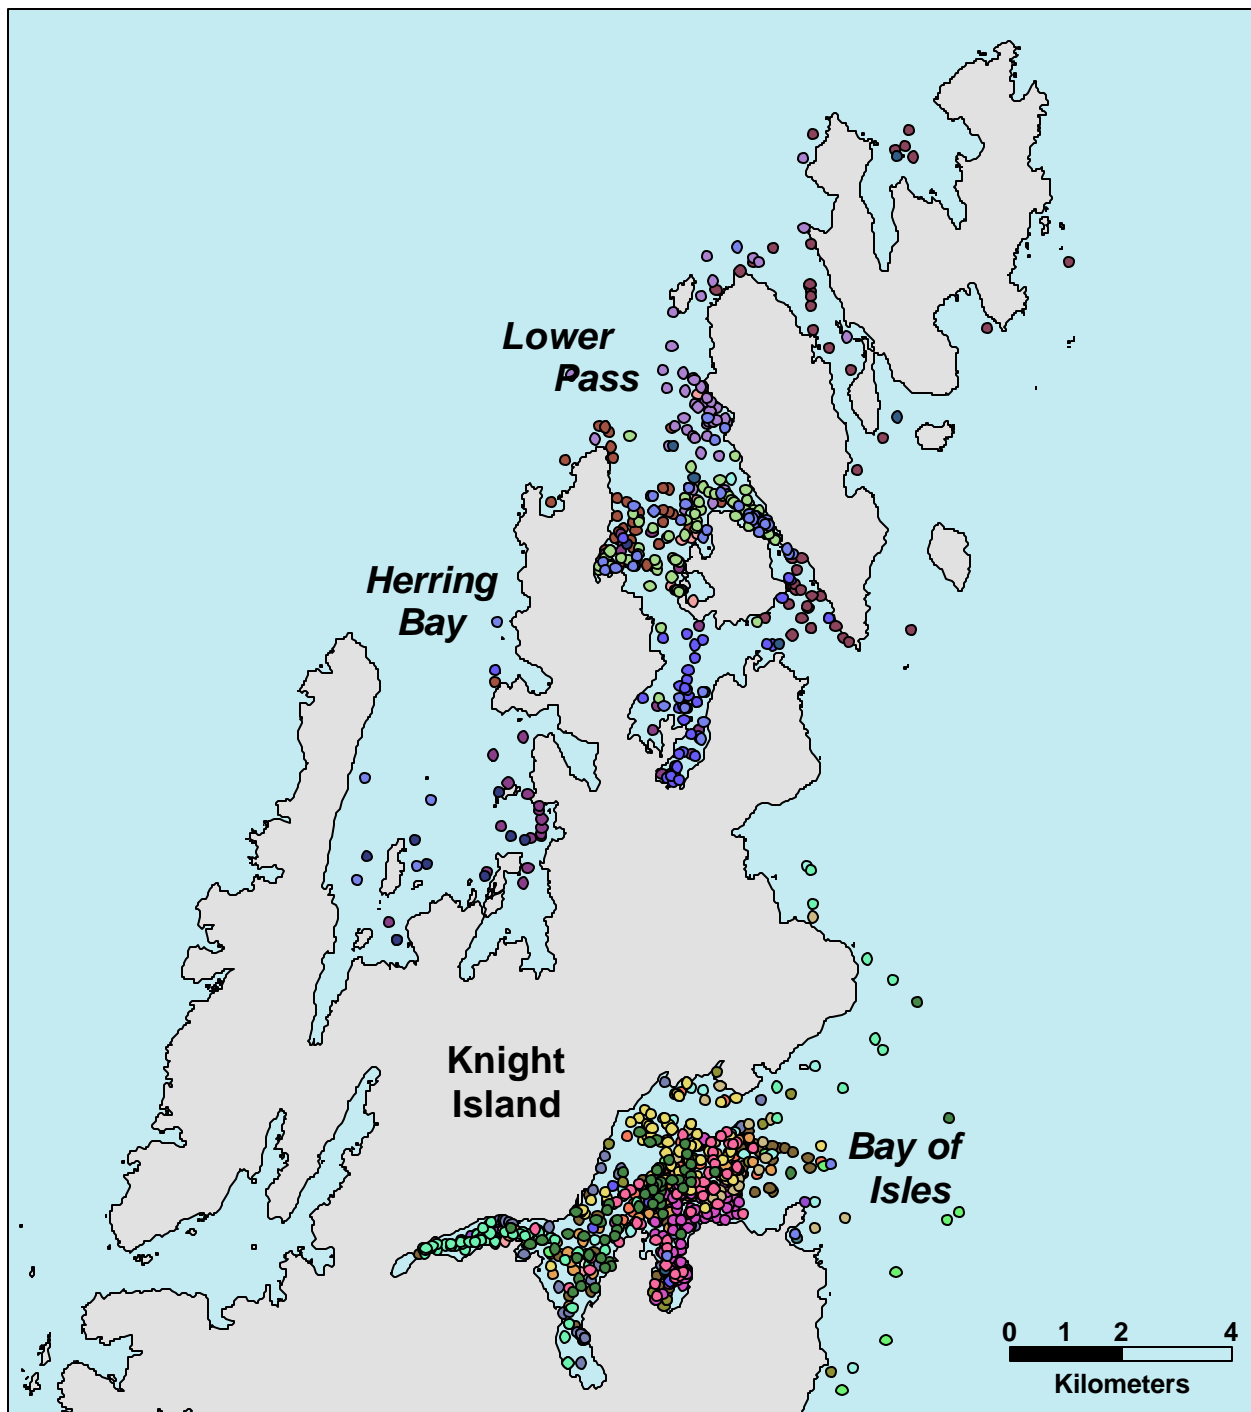 Lower
Pass
Herring
Bay
Knight
Island
Bay of
Isles
0 1 2 4
Kilometers